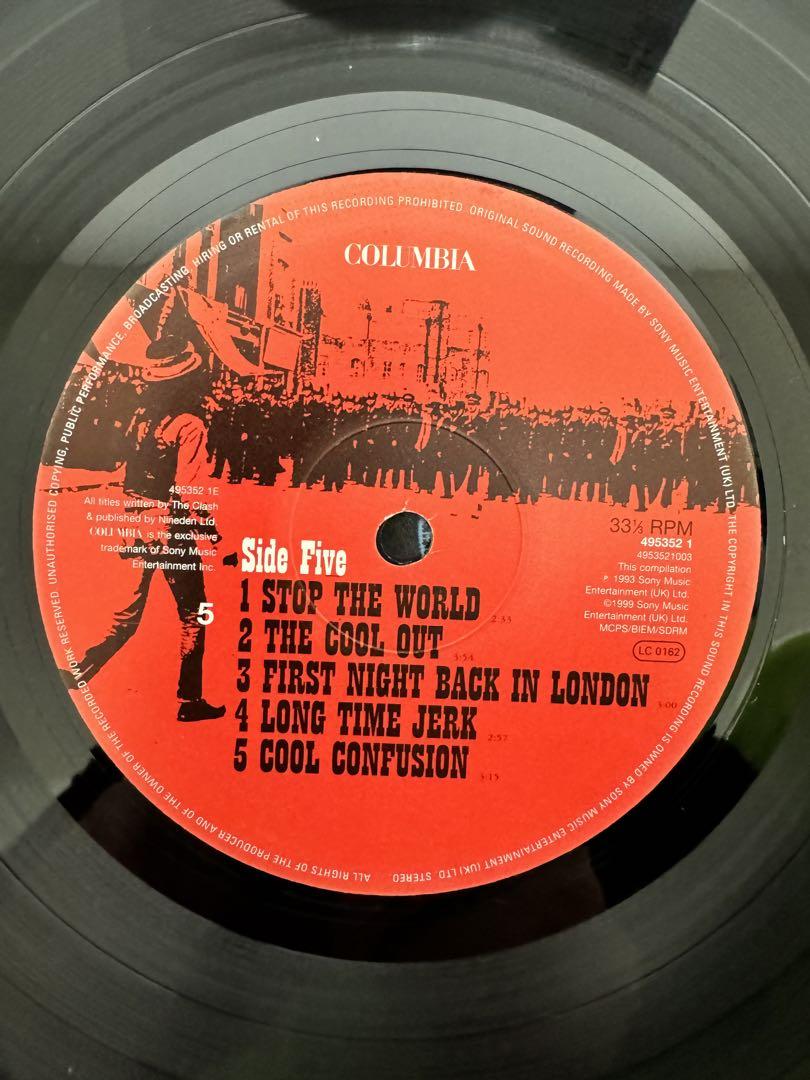 UNAUTHORISED COPYING, PUBLIC PERFORMANCE, BROADCASTING, HIRING OR RENTAL OF THIS RECORDING PROHIBITED. ORIGINAL SOUND RECORDING MADE BY SONY MUSIC ENTERTAINMENT (UK) LTD. THE COPYRIGHT IN THIS SOUND RECORDING IS OWNED BY SONY MUSIC ENTERTAINMENT (UK) LTD. STEREO
ALL RIGHTS OF THE PRODUCER AND OF THE OWNER OF THE RECORDED WORK RESERVED
COLUMBIA
495352 1E
All titles written by The Clash
& published by Nineden Ltd.
COLUMBIA is the exclusive
trademark of Sony Music
Entertainment Inc.
5
33⅓ RPM
495352 1
4953521003
This compilation
℗ 1993 Sony Music
Entertainment (UK) Ltd.
©1999 Sony Music
Entertainment (UK) Ltd.
MCPS/BIEM/SDRM
LC 0162
Side Five
1 STOP THE WORLD 2:33
2 THE COOL OUT 3:54
3 FIRST NIGHT BACK IN LONDON 3:00
4 LONG TIME JERK 2:57
5 COOL CONFUSION 3:15